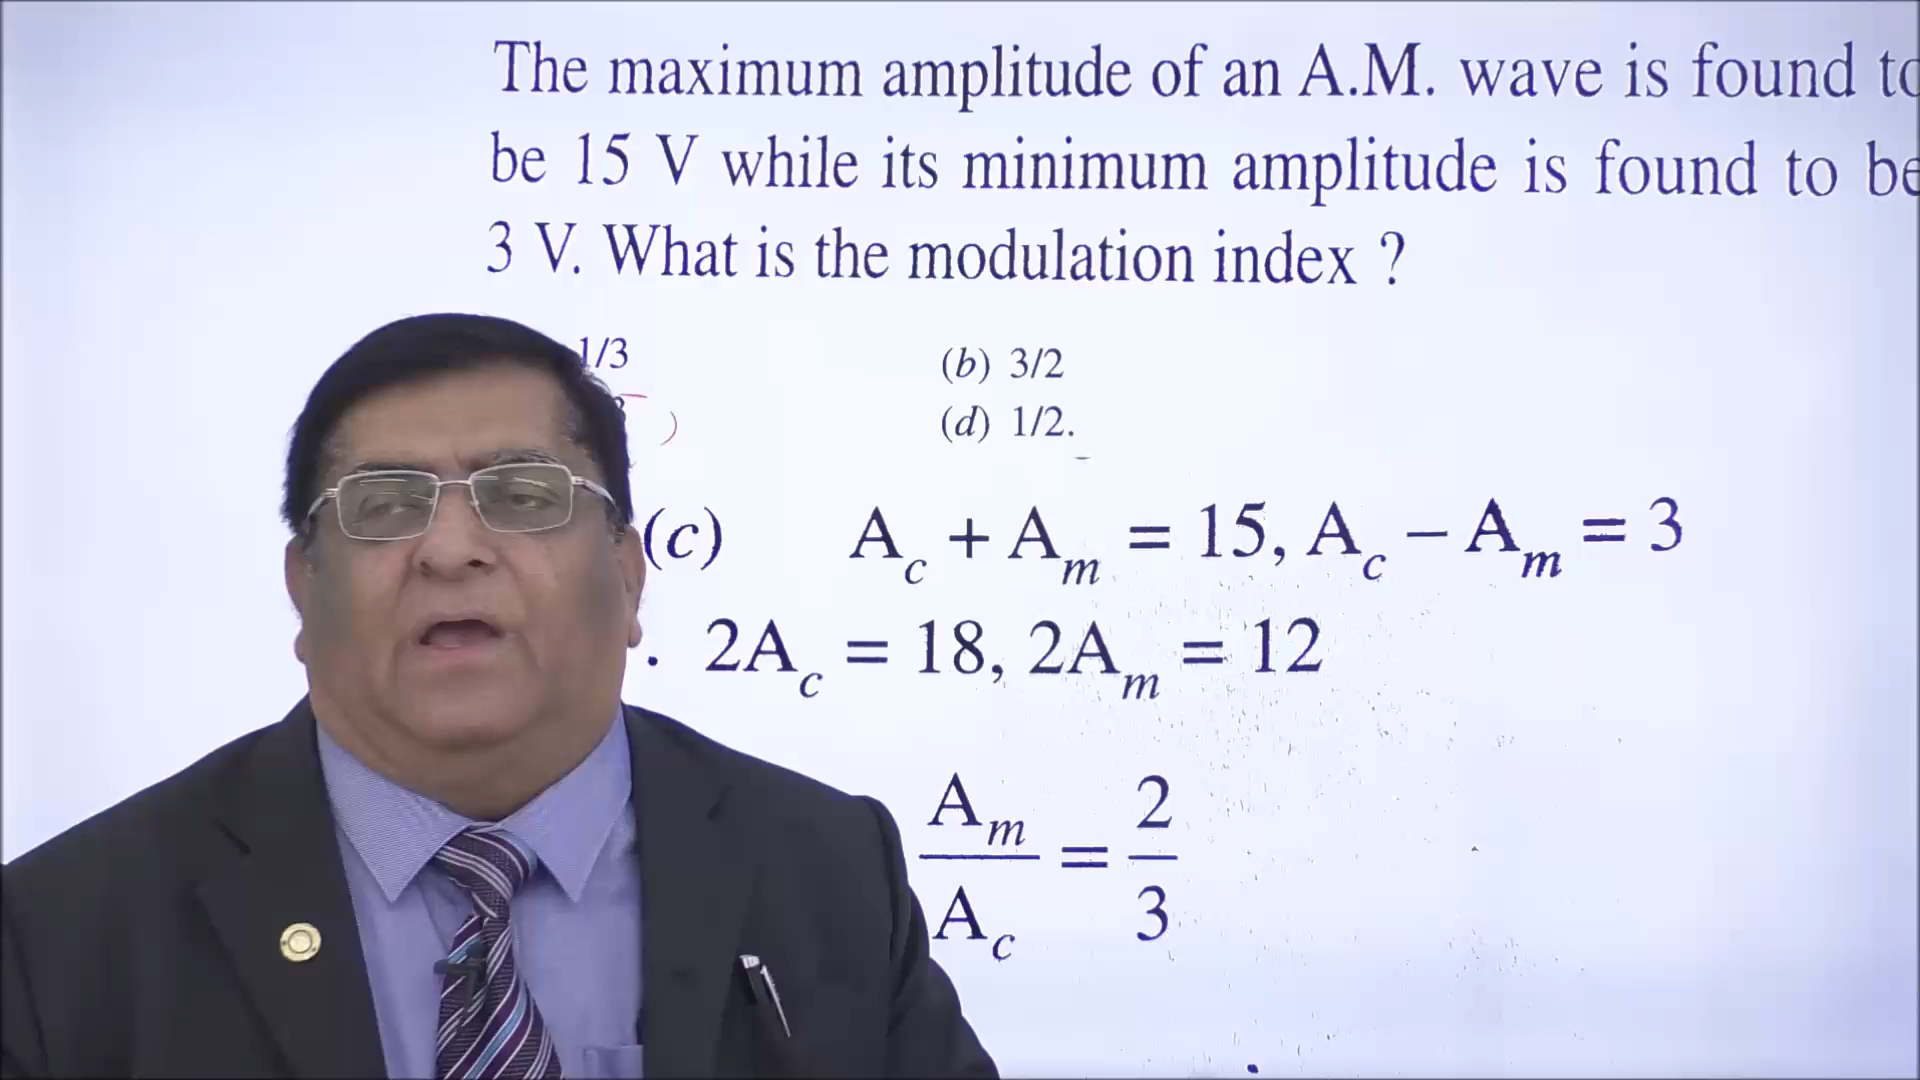 The maximum amplitude of an A.M. wave is found to
be 15 V while its minimum amplitude is found to be
3 V. What is the modulation index ?
1/3
(b) 3/2
(d) 1/2.
(c) A_c + A_m = 15, A_c − A_m = 3
. 2A_c = 18, 2A_m = 12
A_m/A_c = 2/3